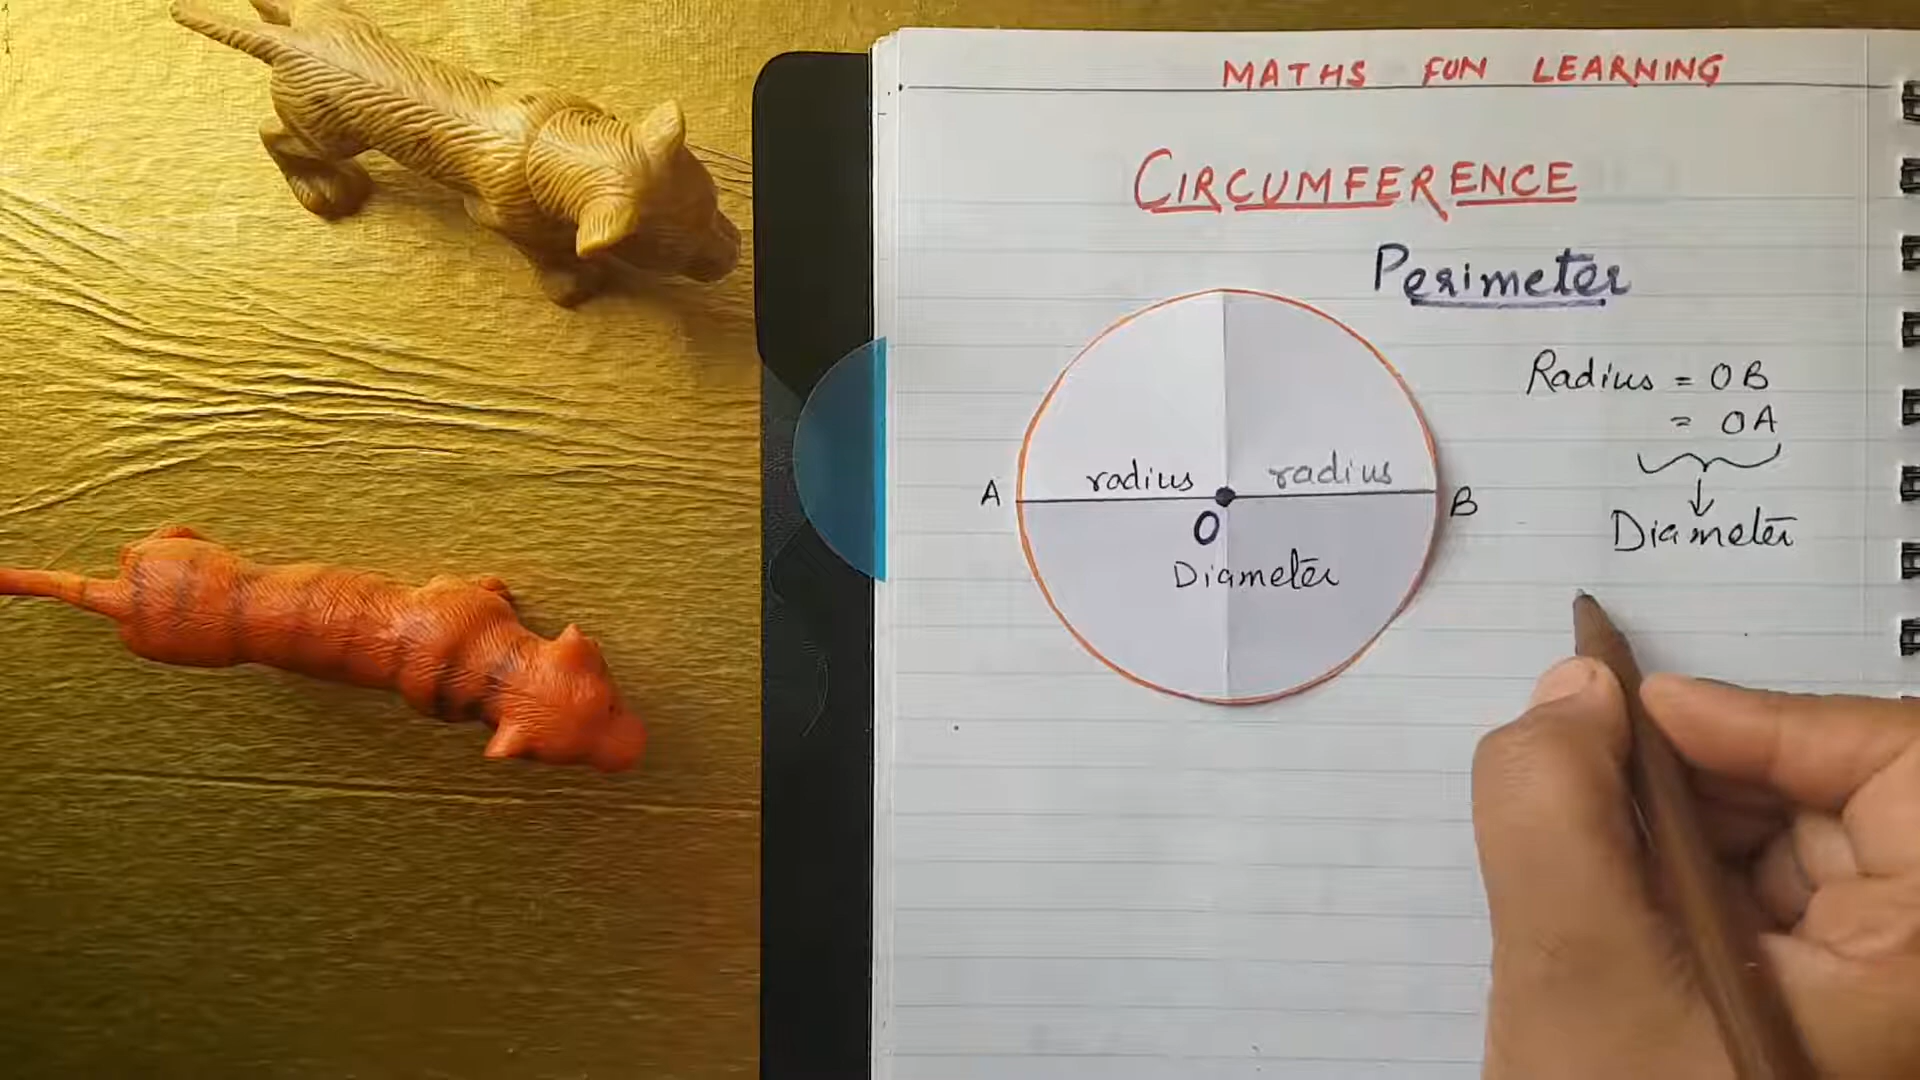 MATHS FUN LEARNING
CIRCUMFERENCE
Perimeter
Radius = OB
= OA
Diameter
radius radius
A B
O
Diameter